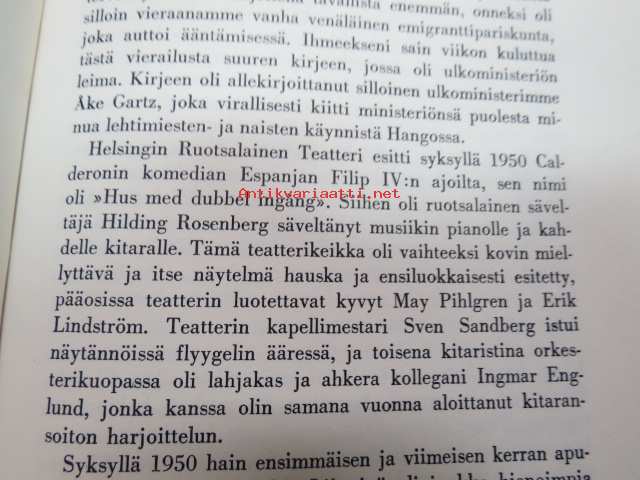 tavallista enemmän, onneksi oli
silloin vieraanamme vanha venäläinen emigranttipariskunta,
joka auttoi ääntämisessä. Ihmeekseni sain viikon kuluttua
tästä vierailusta suuren kirjeen, jossa oli ulkoministeriön
leima. Kirjeen oli allekirjoittanut silloinen ulkoministerimme
Åke Gartz, joka virallisesti kiitti ministeriönsä puolesta mi-
nua lehtimiesten- ja naisten käynnistä Hangossa.
Helsingin Ruotsalainen Teatteri esitti syksyllä 1950 Cal-
deronin komedian Espanjan Filip IV:n ajoilta, sen nimi
Antikvariaatti.net
oli »Hus med dubbel ingång». Siihen oli ruotsalainen sävel-
täjä Hilding Rosenberg säveltänyt musiikin pianolle ja kah-
delle kitaralle. Tämä teatterikeikka oli vaihteeksi kovin miel-
lyttävä ja itse näytelmä hauska ja ensiluokkaisesti esitetty,
pääosissa teatterin luotettavat kyvyt May Pihlgren ja Erik
Lindström. Teatterin kapellimestari Sven Sandberg istui
näytännöissä flyygelin ääressä, ja toisena kitaristina orkes-
terikuopassa oli lahjakas ja ahkera kollegani Ingmar Eng-
lund, jonka kanssa olin samana vuonna aloittanut kitaran-
soiton harjoittelun.
Syksyllä 1950 hain ensimmäisen ja viimeisen kerran apu-